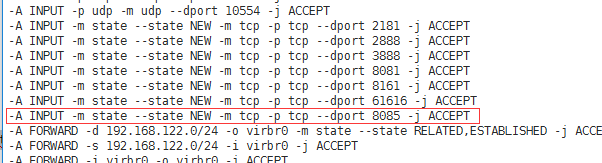 -A INPUT -p udp -m udp --dport 10554 -j ACCEPT
-A INPUT -m state --state NEW -m tcp -p tcp --dport 2181 -j ACCEPT
-A INPUT -m state --state NEW -m tcp -p tcp --dport 2888 -j ACCEPT
-A INPUT -m state --state NEW -m tcp -p tcp --dport 3888 -j ACCEPT
-A INPUT -m state --state NEW -m tcp -p tcp --dport 8081 -j ACCEPT
-A INPUT -m state --state NEW -m tcp -p tcp --dport 8161 -j ACCEPT
-A INPUT -m state --state NEW -m tcp -p tcp --dport 61616 -j ACCEPT
-A INPUT -m state --state NEW -m tcp -p tcp --dport 8085 -j ACCEPT
-A FORWARD -d 192.168.122.0/24 -o virbr0 -m state --state RELATED,ESTABLISHED -j ACCE
-A FORWARD -s 192.168.122.0/24 -i virbr0 -j ACCEPT
-A FORWARD -i virbr0 -o virbr0 -j ACCEPT